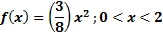 f(x) = (3/8) x² ; 0 < x < 2